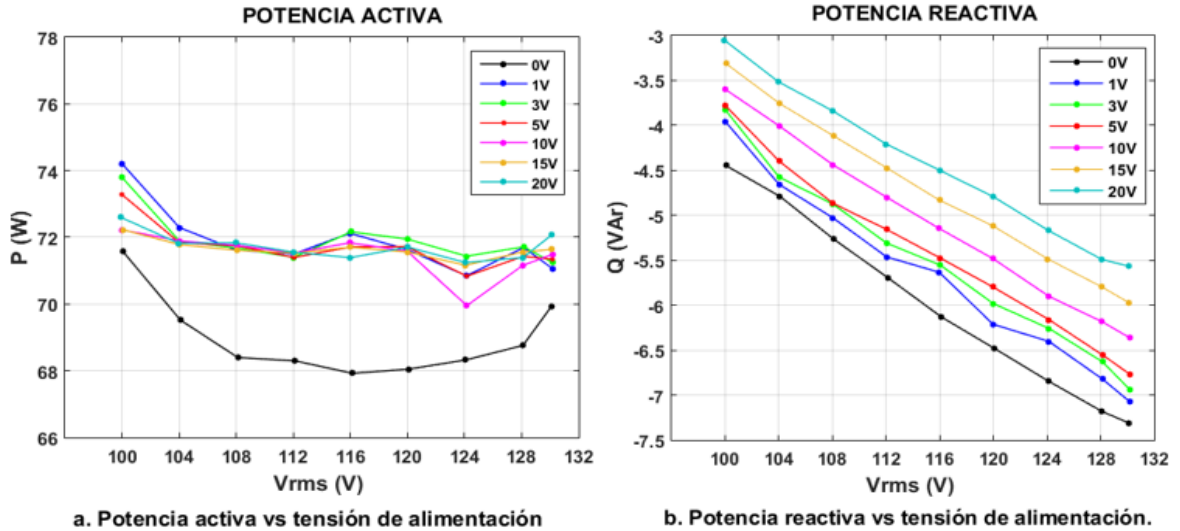 POTENCIA ACTIVA
78
76
74
72
70
68
66
P (W)
0V
1V
3V
5V
10V
15V
20V
100 104 108 112 116 120 124 128 132
Vrms (V)
a. Potencia activa vs tensión de alimentación
POTENCIA REACTIVA
-3
-3.5
-4
-4.5
-5
-5.5
-6
-6.5
-7
-7.5
Q (VAr)
0V
1V
3V
5V
10V
15V
20V
100 104 108 112 116 120 124 128 132
Vrms (V)
b. Potencia reactiva vs tensión de alimentación.